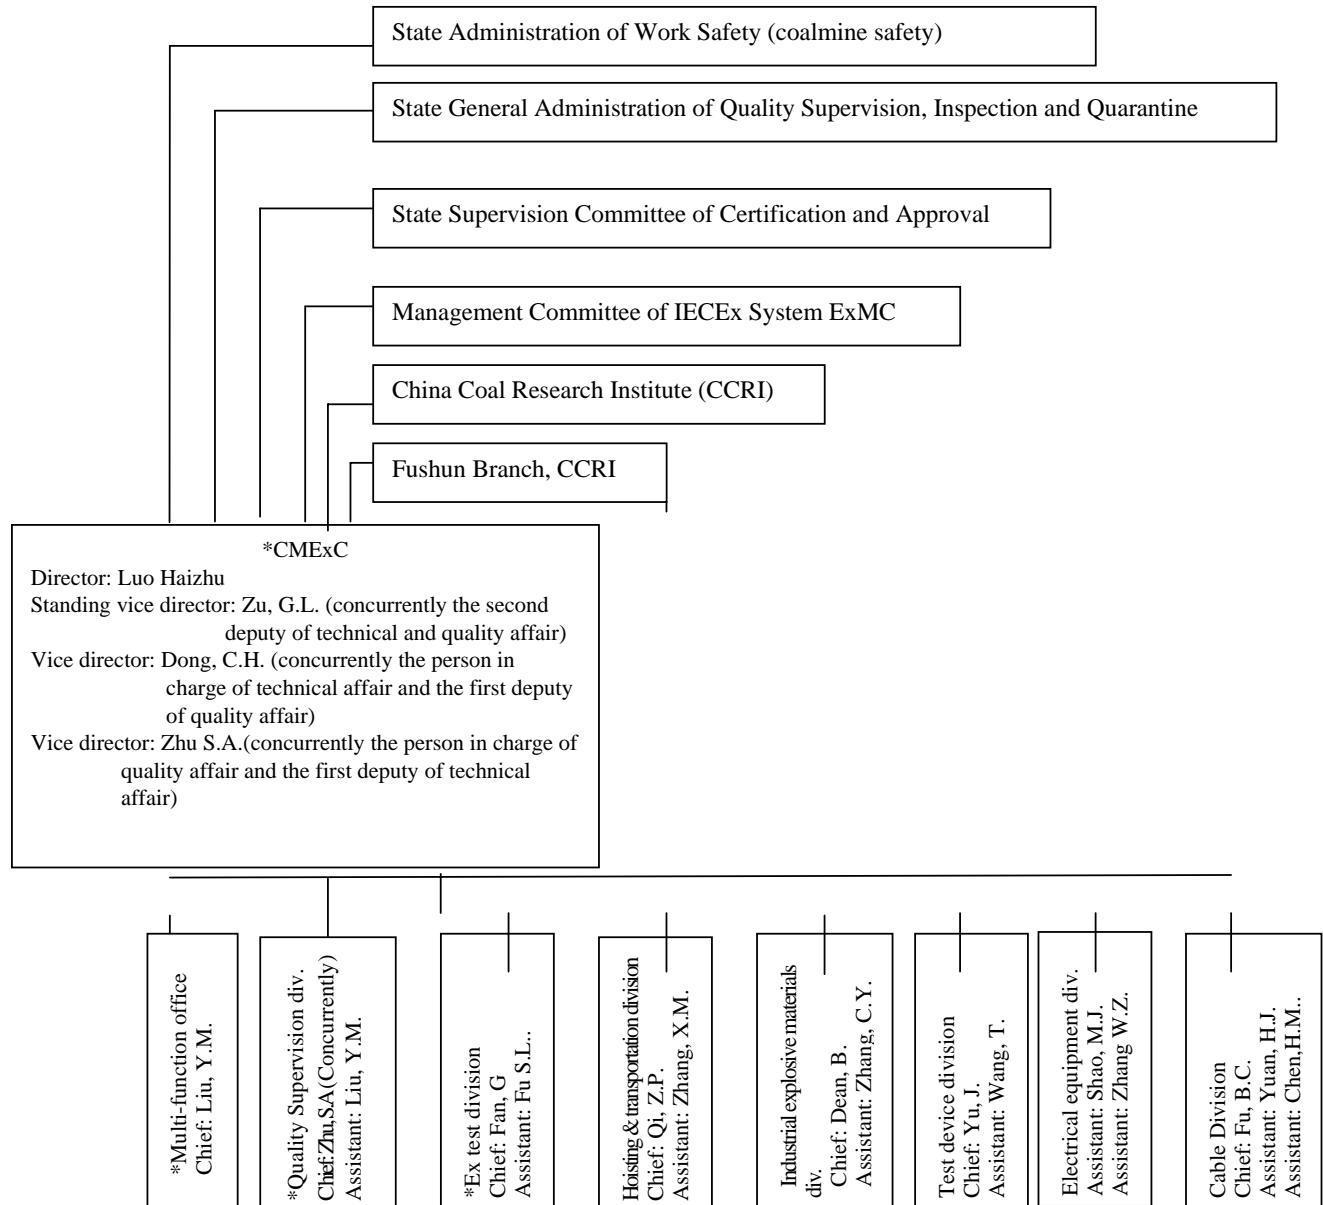 State Administration of Work Safety (coalmine safety)
State General Administration of Quality Supervision, Inspection and Quarantine
State Supervision Committee of Certification and Approval
Management Committee of IECEx System ExMC
China Coal Research Institute (CCRI)
Fushun Branch, CCRI
*CMExC
Director: Luo Haizhu
Standing vice director: Zu, G.L. (concurrently the second
deputy of technical and quality affair)
Vice director: Dong, C.H. (concurrently the person in
charge of technical affair and the first deputy
of quality affair)
Vice director: Zhu S.A.(concurrently the person in charge of
quality affair and the first deputy of technical
affair)
*Multi-function office
Chief: Liu, Y.M.
*Quality Supervision div.
Chief:Zhu,S.A(Concurrently)
Assistant: Liu, Y.M.
*Ex test division
Chief: Fan, G
Assistant: Fu S.L..
Hoisting & transportation division
Chief: Qi, Z.P.
Assistant: Zhang, X.M.
Industrial explosive materials
div.
Chief: Dean, B.
Assistant: Zhang, C.Y.
Test device division
Chief: Yu, J.
Assistant: Wang, T.
Electrical equipment div.
Assistant: Shao, M.J.
Assistant: Zhang W.Z.
Cable Division
Chief: Fu, B.C.
Assistant: Yuan, H.J.
Assistant: Chen,H.M..